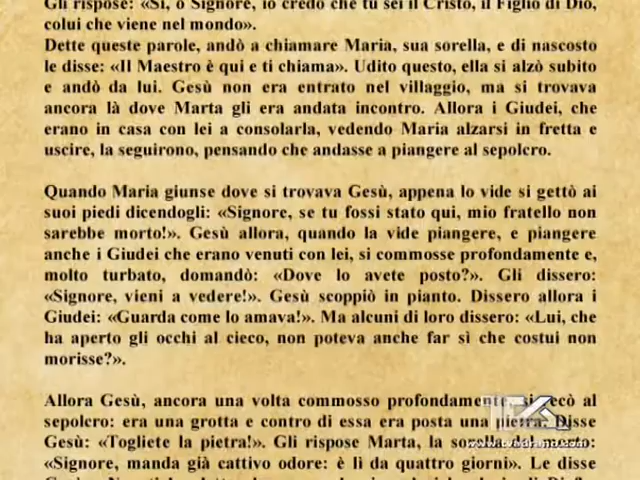 Gli rispose: «Sì, o Signore, io credo che tu sei il Cristo, il Figlio di Dio,
colui che viene nel mondo».
Dette queste parole, andò a chiamare Maria, sua sorella, e di nascosto
le disse: «Il Maestro è qui e ti chiama». Udito questo, ella si alzò subito
e andò da lui. Gesù non era entrato nel villaggio, ma si trovava
ancora là dove Marta gli era andata incontro. Allora i Giudei, che
erano in casa con lei a consolarla, vedendo Maria alzarsi in fretta e
uscire, la seguirono, pensando che andasse a piangere al sepolcro.
Quando Maria giunse dove si trovava Gesù, appena lo vide si gettò ai
suoi piedi dicendogli: «Signore, se tu fossi stato qui, mio fratello non
sarebbe morto!». Gesù allora, quando la vide piangere, e piangere
anche i Giudei che erano venuti con lei, si commosse profondamente e,
molto turbato, domandò: «Dove lo avete posto?». Gli dissero:
«Signore, vieni a vedere!». Gesù scoppiò in pianto. Dissero allora i
Giudei: «Guarda come lo amava!». Ma alcuni di loro dissero: «Lui, che
ha aperto gli occhi al cieco, non poteva anche far sì che costui non
morisse?».
Allora Gesù, ancora una volta commosso profondamente, si recò al
sepolcro: era una grotta e contro di essa era posta una pietra. Disse
Gesù: «Togliete la pietra!». Gli rispose Marta, la sorella del morto:
«Signore, manda già cattivo odore: è lì da quattro giorni». Le disse